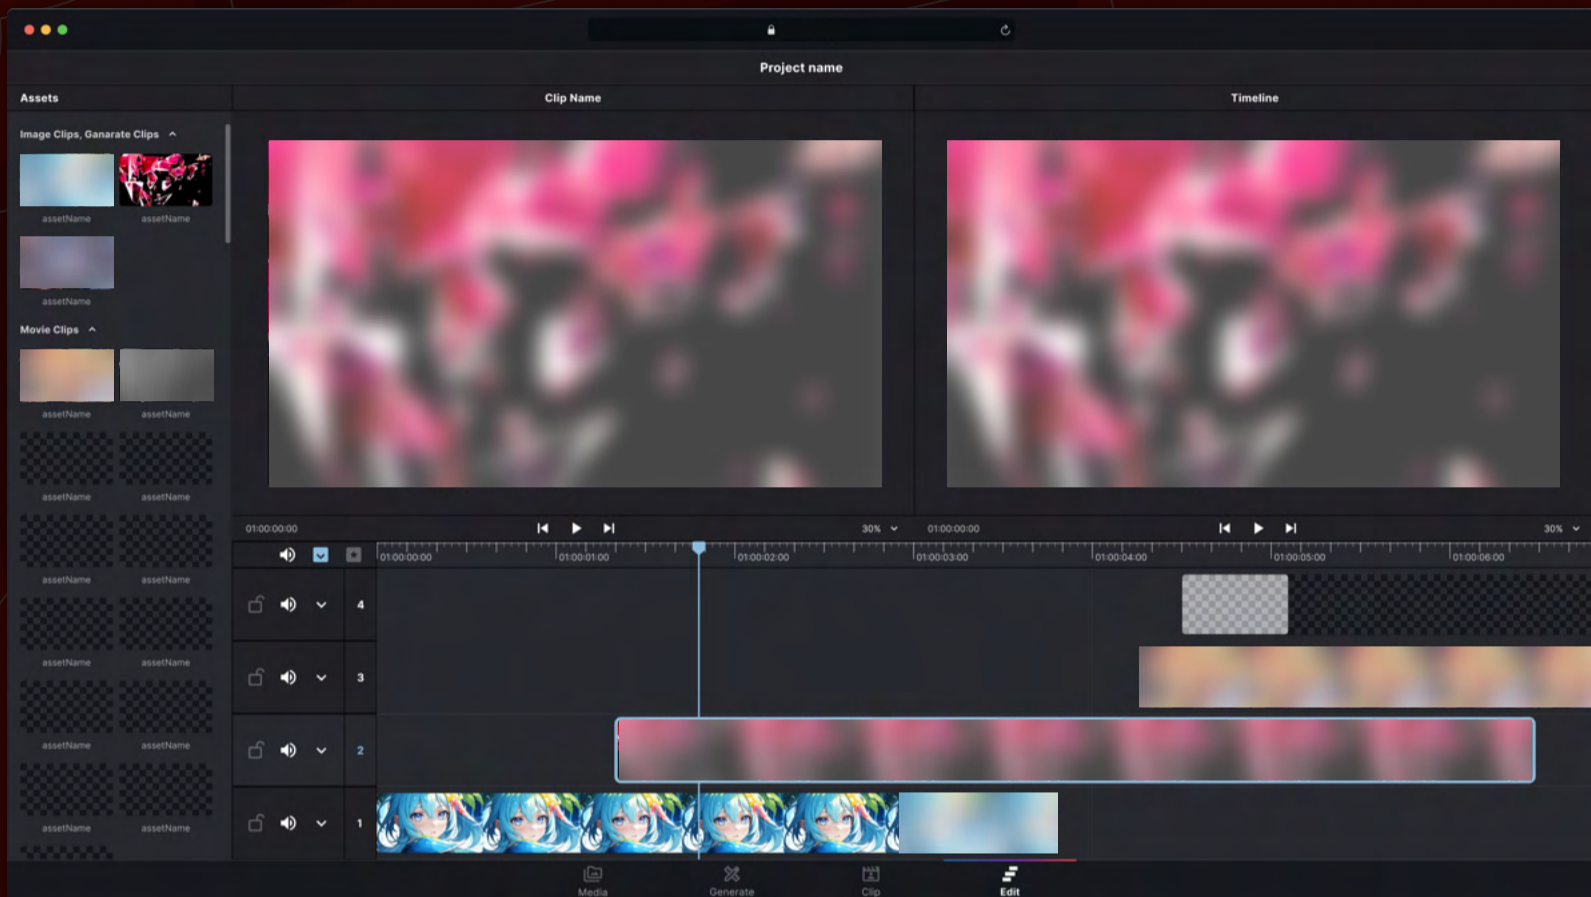 Project name
Assets
Clip Name
Timeline
Image Clips, Ganarate Clips
assetName assetName
assetName
Movie Clips
assetName assetName
assetName assetName
assetName assetName
assetName assetName
assetName assetName
assetName assetName
01:00:00:00
30%
01:00:00:00
30%
01:00:00:00 01:00:01:00 01:00:02:00 01:00:03:00 01:00:04:00 01:00:05:00 01:00:06:00
4
3
2
1
Media
Generate
Clip
Edit